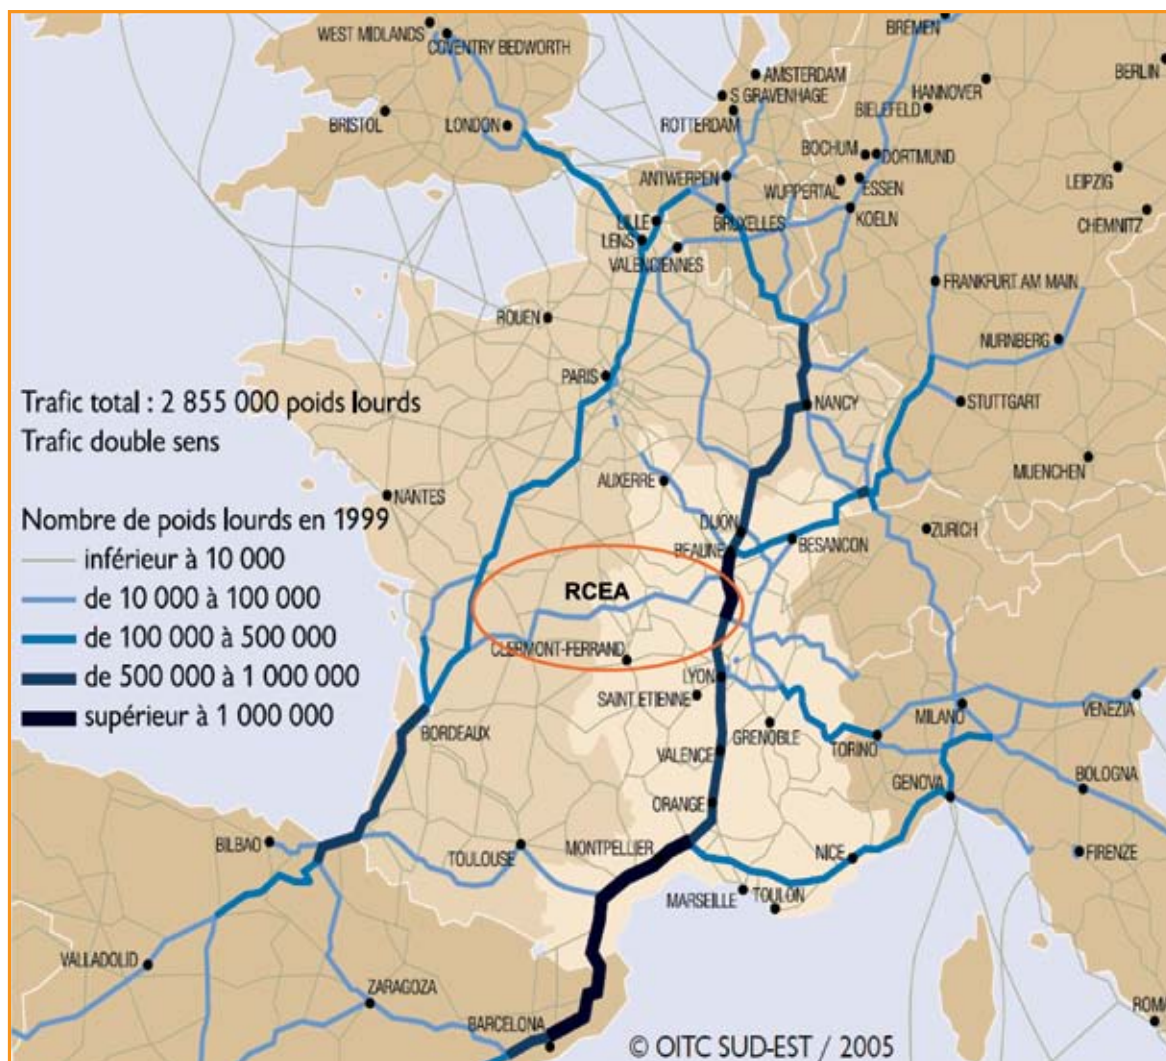 WEST MIDLANDS
COVENTRY BEDWORTH
BREMEN
AMSTERDAM
BERLIN
S.GRAVENHAGE
HANNOVER
BRISTOL
LONDON
ROTTERDAM
BIELEFELD
BOCHUM
DORTMUND
ANTWERPEN
WUPPERTAL
ESSEN
LEIPZIG
LILLE
BRUXELLES
KOELN
CHEMNITZ
LENS
VALENCIENNES
FRANKFURT AM MAIN
ROUEN
NURNBERG
PARIS
Trafic total : 2 855 000 poids lourds
NANCY
STUTTGART
Trafic double sens
MUENCHEN
AUXERRE
NANTES
Nombre de poids lourds en 1999
DIJON
ZURICH
BEAUNE
BESANCON
inférieur à 10 000
RCEA
de 10 000 à 100 000
de 100 000 à 500 000
CLERMONT-FERRAND
de 500 000 à 1 000 000
LYON
SAINT ETIENNE
MILANO
VENEZIA
supérieur à 1 000 000
BORDEAUX
GRENOBLE
TORINO
VALENCE
BOLOGNA
GENOVA
ORANGE
BILBAO
TOULOUSE
MONTPELLIER
NICE
FIRENZE
MARSEILLE
TOULON
VALLADOLID
ZARAGOZA
ROMA
BARCELONA
© OITC SUD-EST / 2005